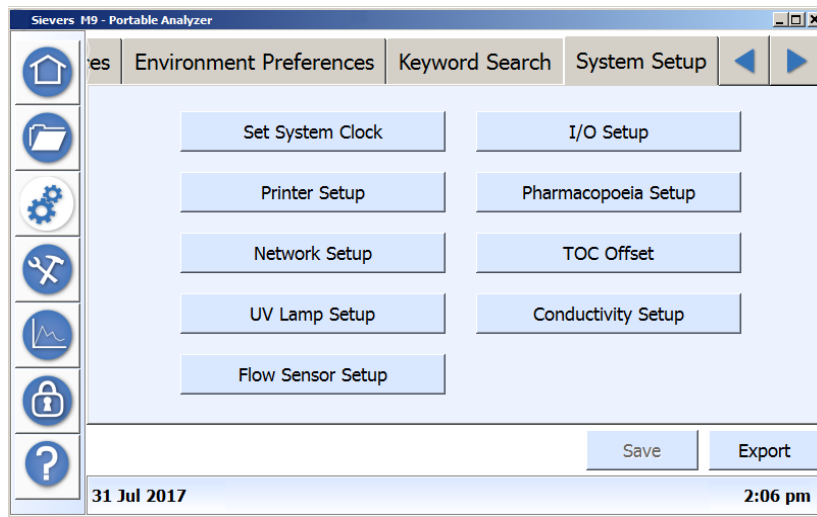 Sievers M9 - Portable Analyzer
es Environment Preferences Keyword Search System Setup
Set System Clock I/O Setup
Printer Setup Pharmacopoeia Setup
Network Setup TOC Offset
UV Lamp Setup Conductivity Setup
Flow Sensor Setup
Save Export
31 Jul 2017 2:06 pm